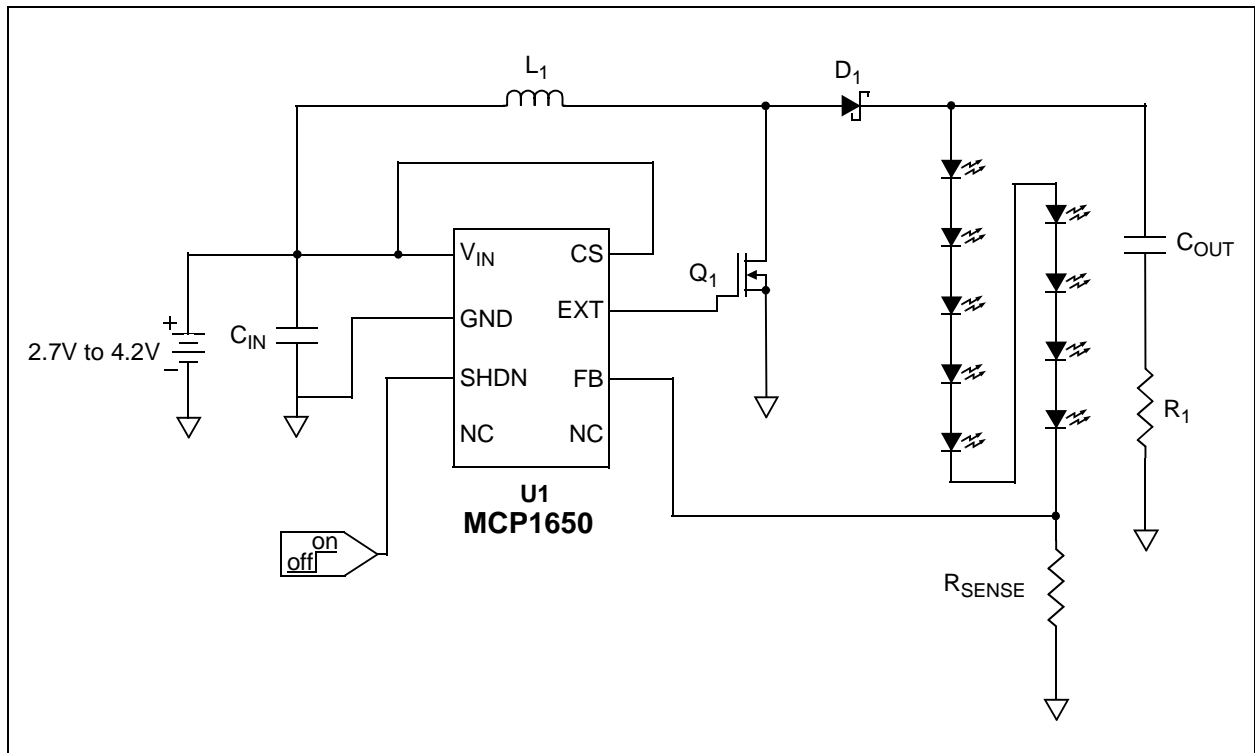 L1
D1
VIN
CS
Q1
COUT
EXT
GND
CIN
2.7V to 4.2V
+
−
SHDN
FB
R1
NC
NC
U1
MCP1650
on
off
RSENSE